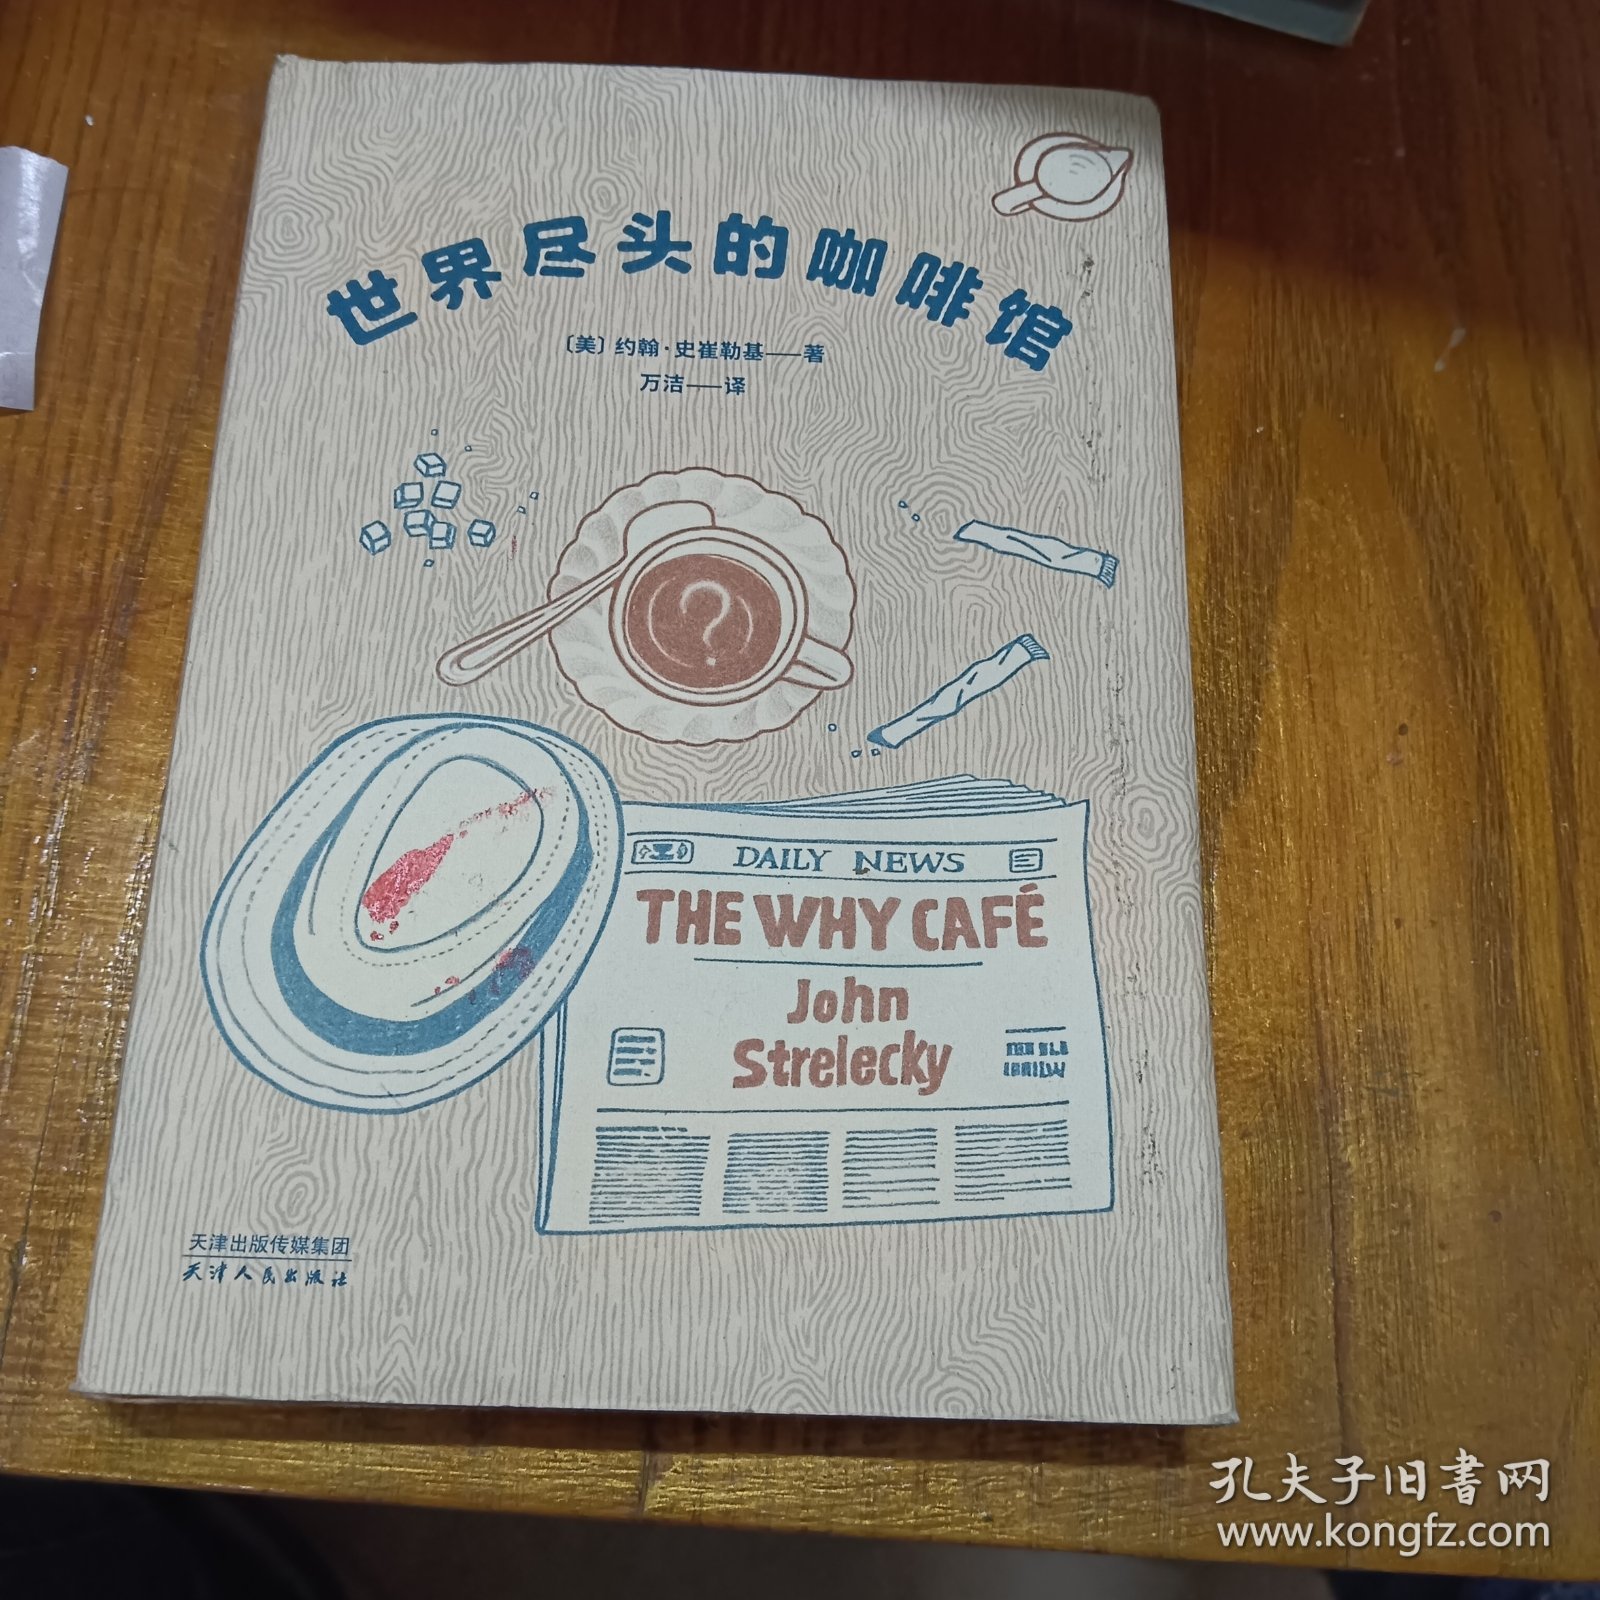 世界尽头的咖啡馆
〔美〕约翰·史崔勒基——著
万洁——译
DAILY NEWS
THE WHY CAFÉ
John
Strelecky
天津出版传媒集团
天津人民出版社
孔夫子旧书网
www.kongfz.com